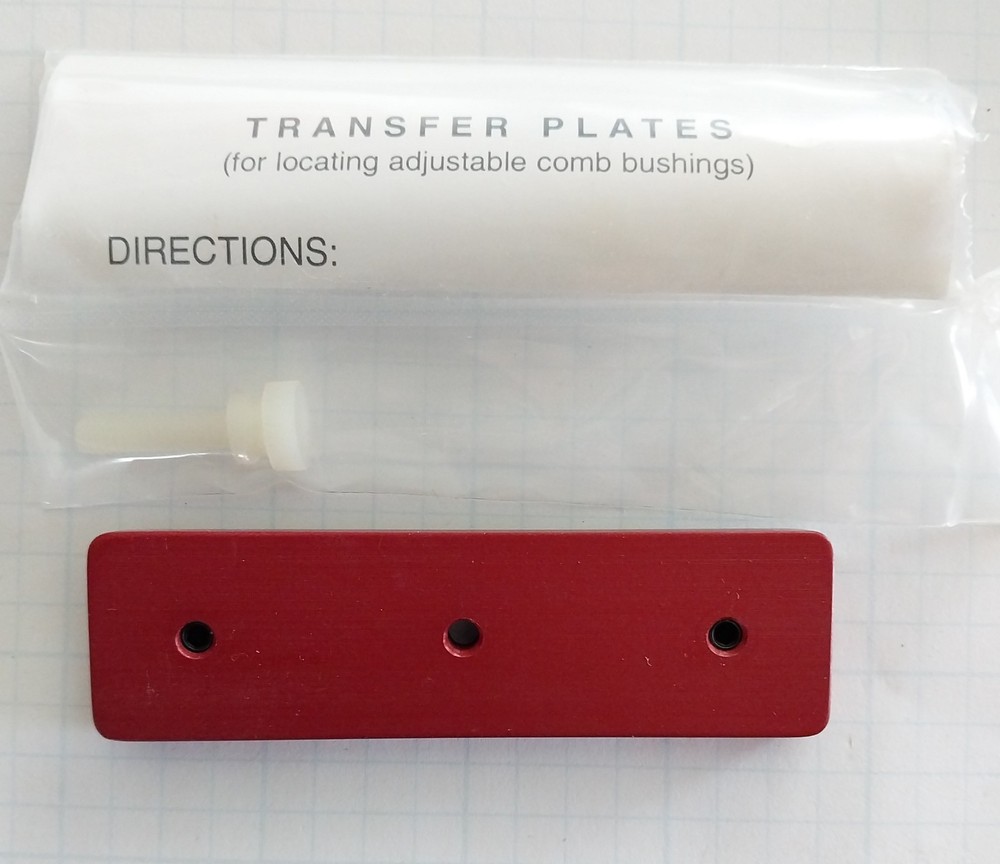 TRANSFER PLATES
(for locating adjustable comb bushings)
DIRECTIONS: